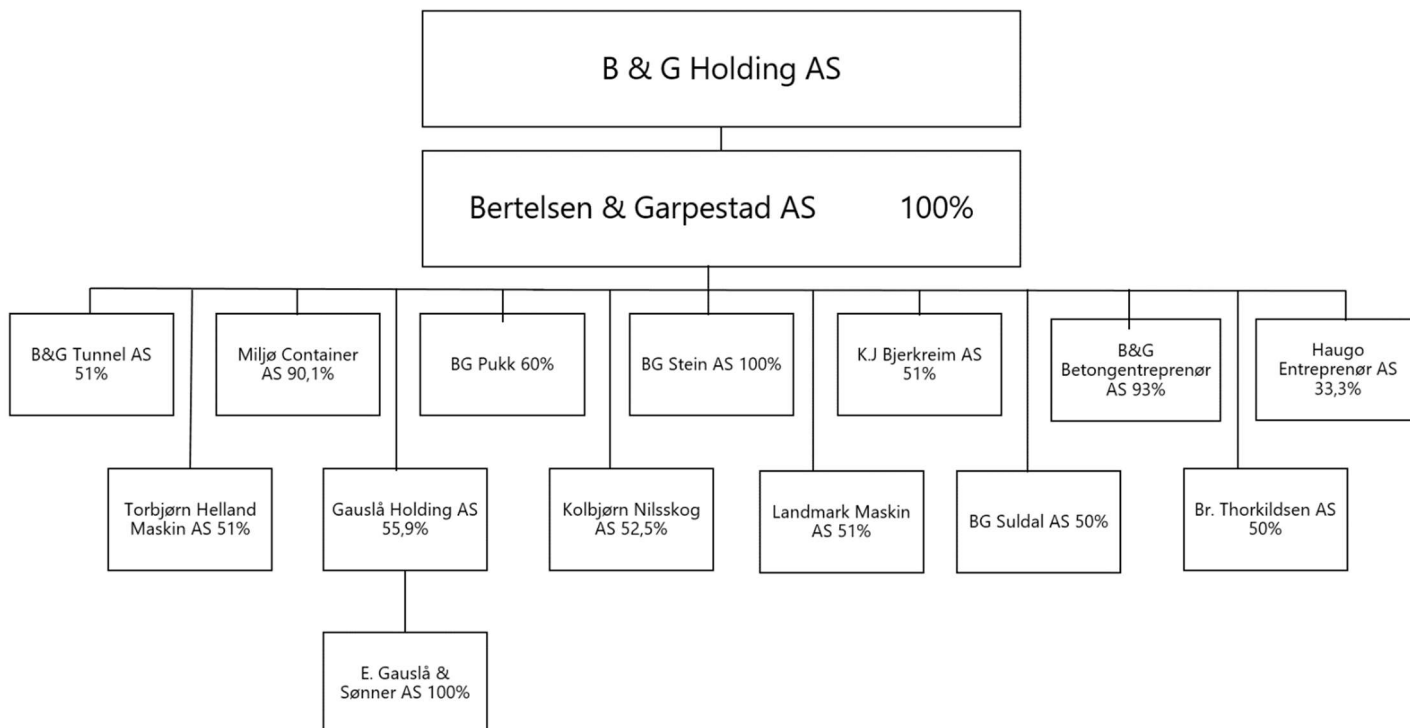 B & G Holding AS
Bertelsen & Garpestad AS 100%
B&G Tunnel AS
51%
Miljø Container
AS 90,1%
BG Pukk 60%
BG Stein AS 100%
K.J Bjerkreim AS
51%
B&G
Betongentreprenør
AS 93%
Haugo
Entreprenør AS
33,3%
Torbjørn Helland
Maskin AS 51%
Gauslå Holding AS
55,9%
Kolbjørn Nilsskog
AS 52,5%
Landmark Maskin
AS 51%
BG Suldal AS 50%
Br. Thorkildsen AS
50%
E. Gauslå &
Sønner AS 100%